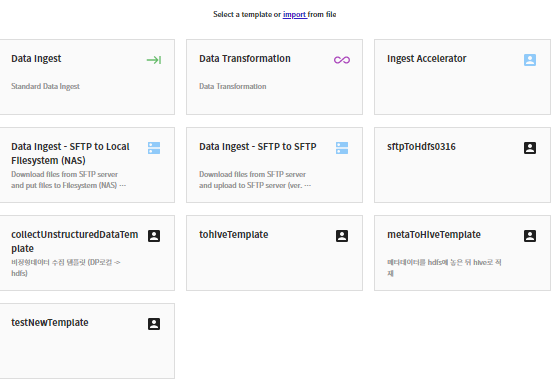 Select a template or import from file
Data Ingest
Standard Data Ingest
Data Transformation
Data Transformation
Ingest Accelerator
Data Ingest - SFTP to Local
Filesystem (NAS)
Download files from SFTP server
and put files to Filesystem (NAS) ...
Data Ingest - SFTP to SFTP
Download files from SFTP server
and upload to SFTP server (ver. ...
sftpToHdfs0316
collectUnstructuredDataTem
plate
비정형데이터 수집 템플릿 (DP로컬 ->
hdfs)
tohiveTemplate
metaToHiveTemplate
메타데이터를 hdfs에 놓은 뒤 hive로 적
재
testNewTemplate